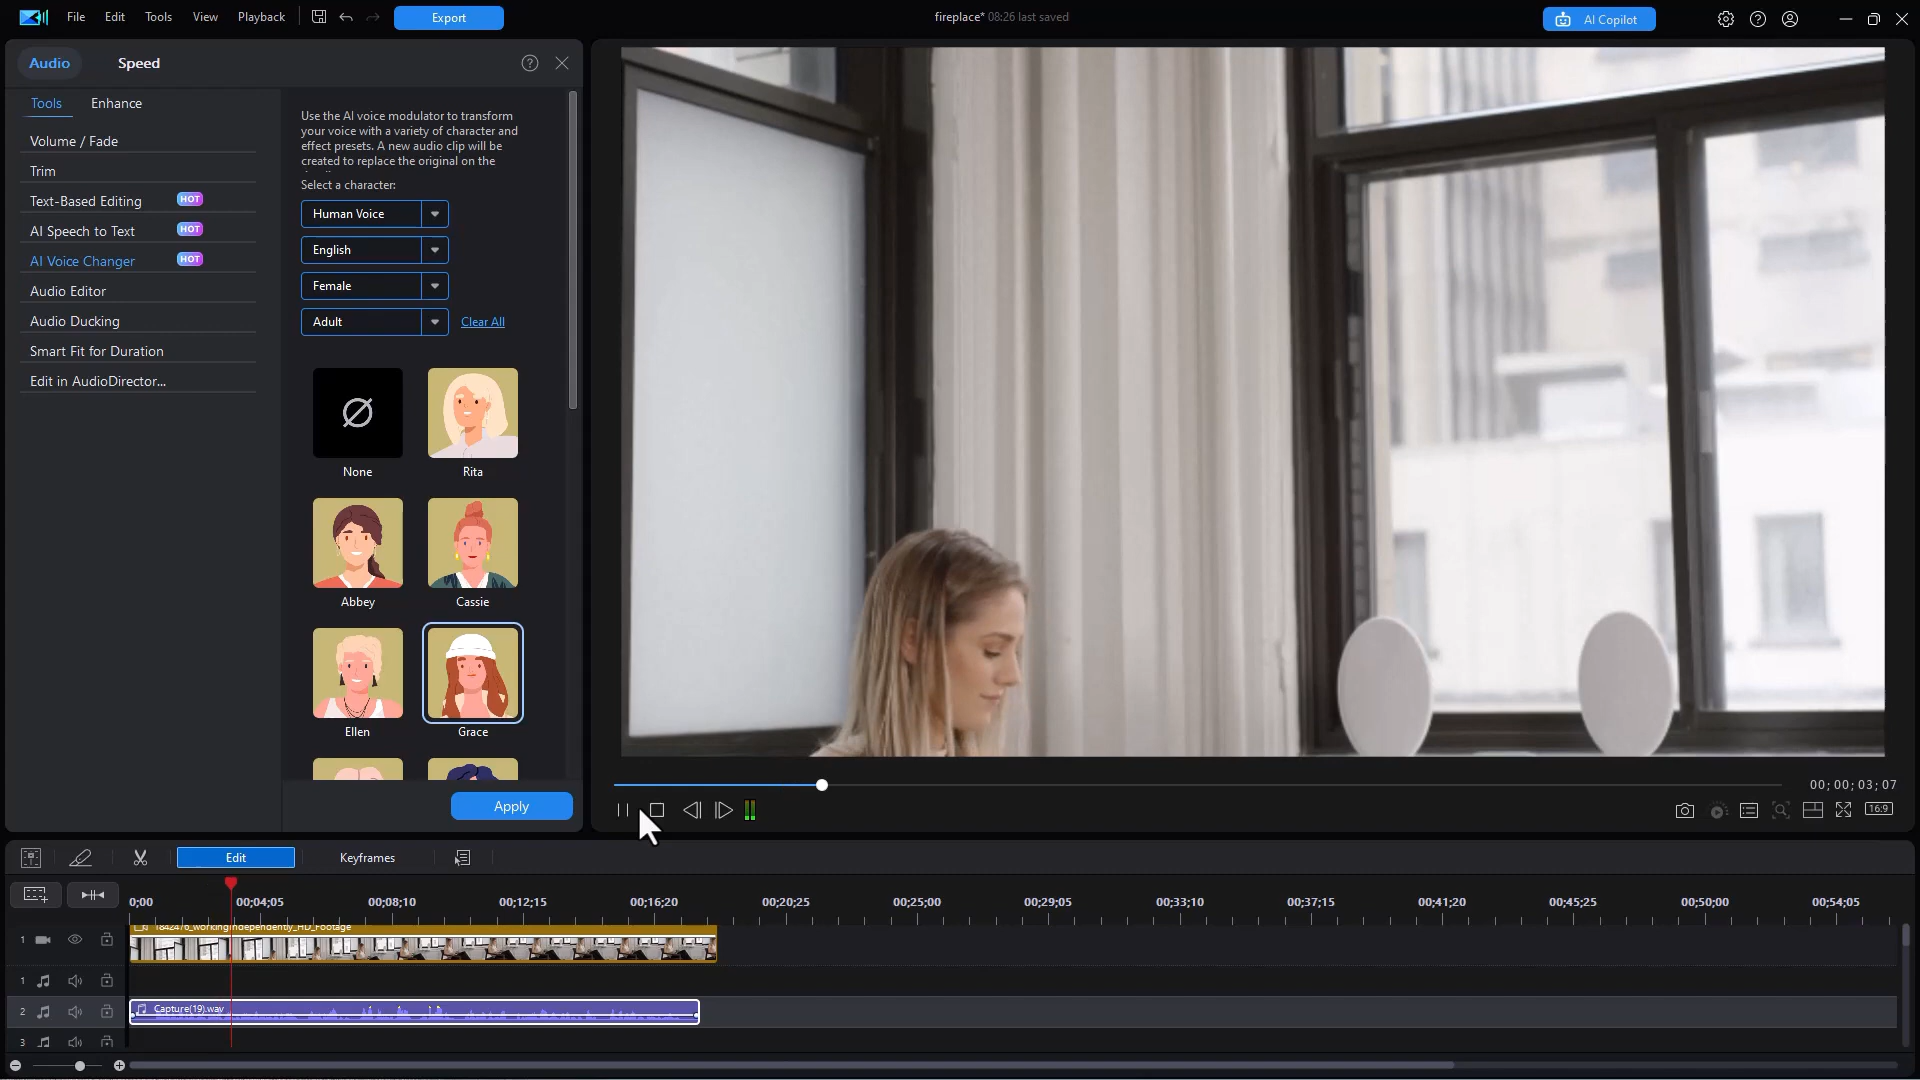 File Edit Tools View Playback Export
fireplace* 08:26 last saved
AI Copilot
Audio Speed
Tools Enhance
Volume / Fade
Trim
Text-Based Editing HOT
AI Speech to Text HOT
AI Voice Changer HOT
Audio Editor
Audio Ducking
Smart Fit for Duration
Edit in AudioDirector...
Use the AI voice modulator to transform
your voice with a variety of character and
effect presets. A new audio clip will be
created to replace the original on the
Select a character:
Human Voice
English
Female
Adult Clear All
None Rita
Abbey Cassie
Ellen Grace
Apply
00;00;03;07
16:9
Edit Keyframes
0;00 00;04;05 00;08;10 00;12;15 00;16;20 00;20;25 00;25;00 00;29;05 00;33;10 00;37;15 00;41;20 00;45;25 00;50;00 00;54;05
1 1842476_workingindependently_HD_Footage
1
2 Capture(19).wav
3